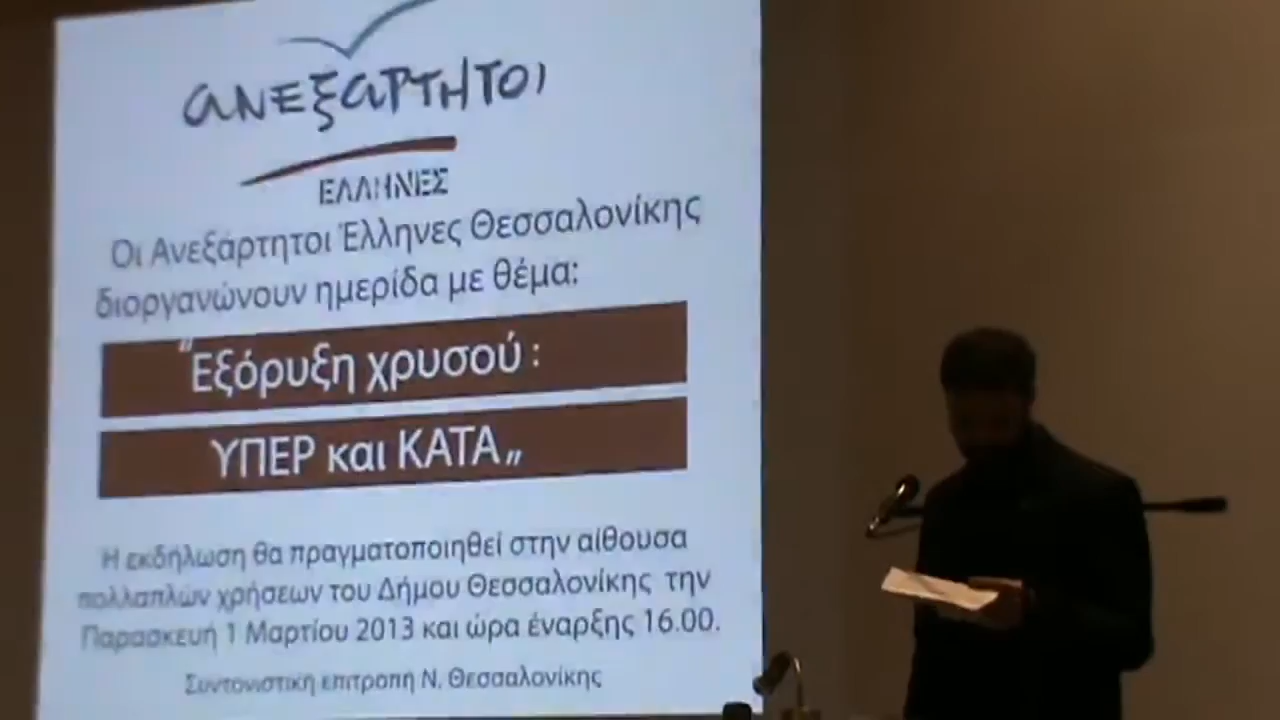 ανεξαρτητοι
ΕΛΛΗΝΕΣ
Οι Ανεξάρτητοι Έλληνες Θεσσαλονίκης
διοργανώνουν ημερίδα με θέμα:
"Εξόρυξη χρυσού :
ΥΠΕΡ και ΚΑΤΑ„
Η εκδήλωση θα πραγματοποιηθεί στην αίθουσα
πολλαπλών χρήσεων του Δήμου Θεσσαλονίκης την
Παρασκευή 1 Μαρτίου 2013 και ώρα έναρξης 16.00.
Συντονιστική επιτροπή Ν. Θεσσαλονίκης